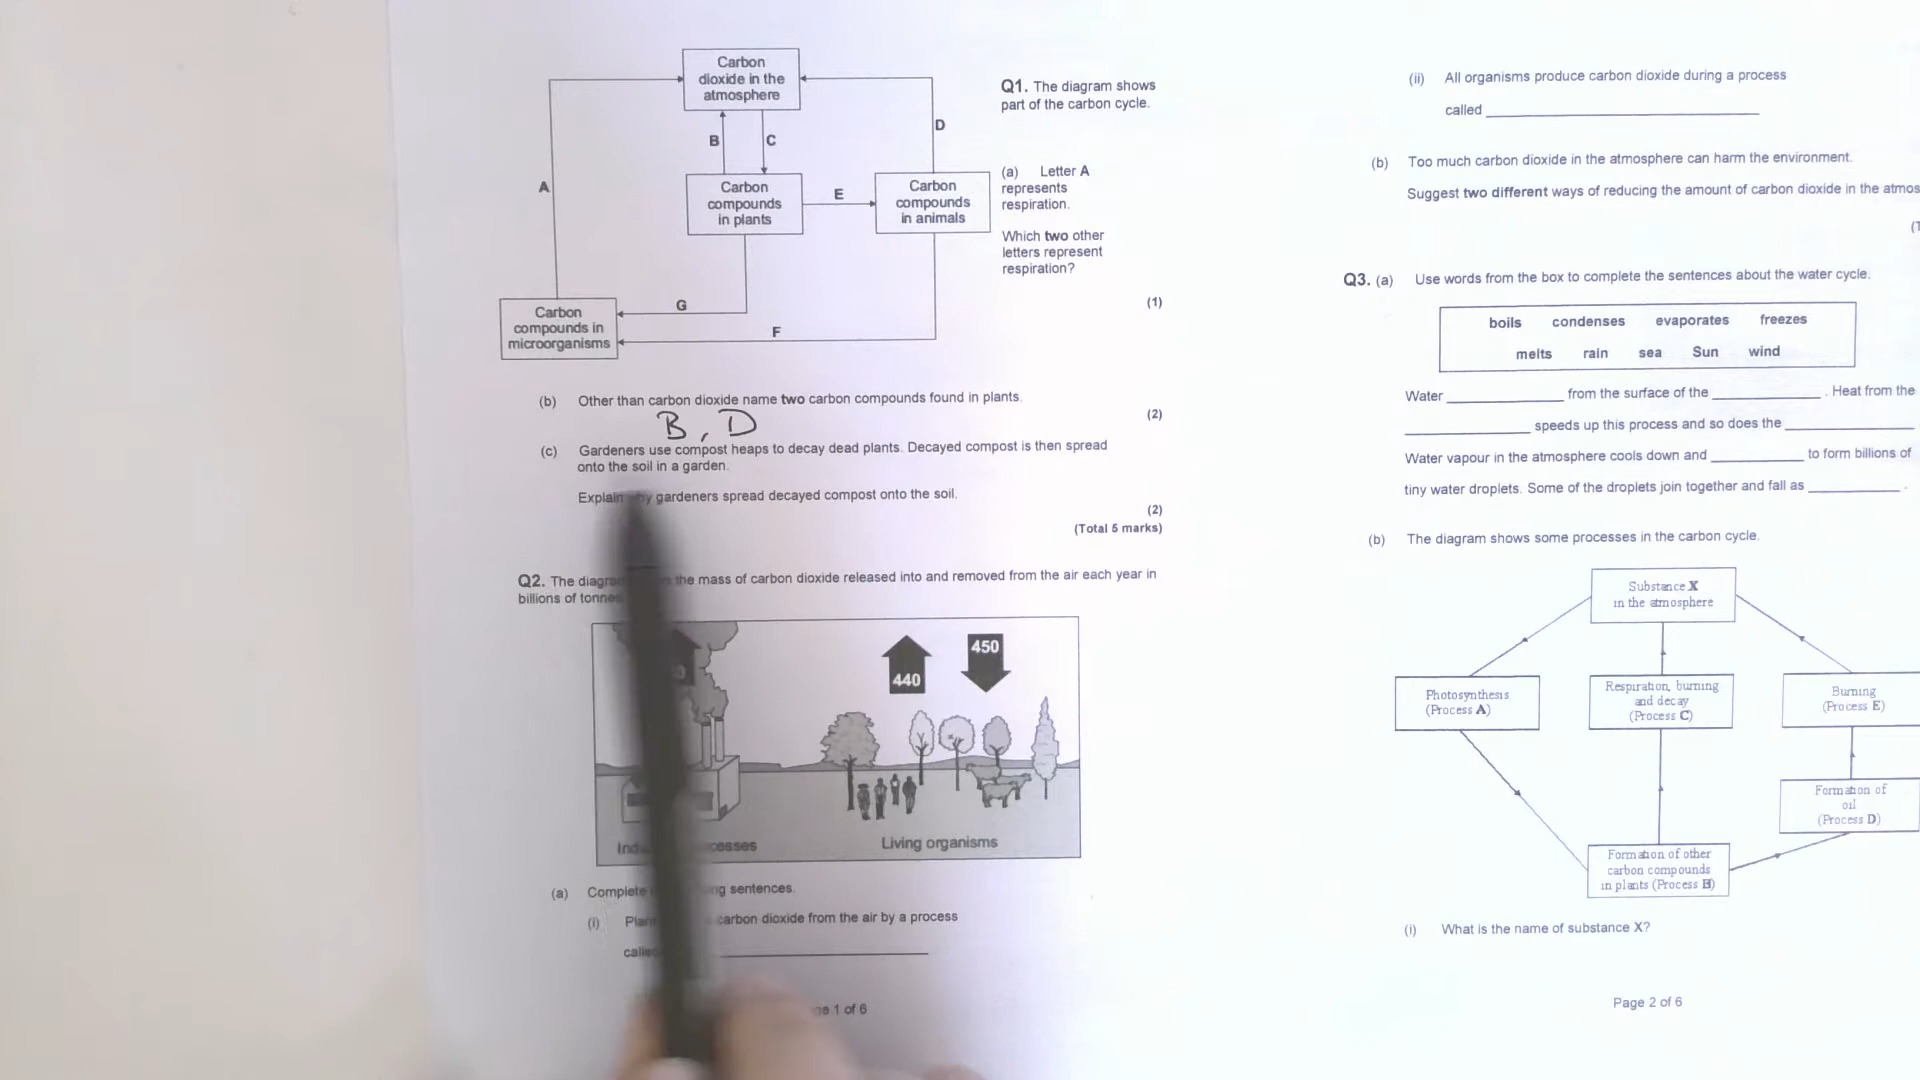 Carbon
dioxide in the
atmosphere
Q1. The diagram shows
part of the carbon cycle.
B
C
D
A
Carbon
compounds
in plants
E
Carbon
compounds
in animals
(a) Letter A
represents
respiration.
Which two other
letters represent
respiration?
(1)
G
F
Carbon
compounds in
microorganisms
(b) Other than carbon dioxide name two carbon compounds found in plants.
(2)
B, D
(c) Gardeners use compost heaps to decay dead plants. Decayed compost is then spread
onto the soil in a garden.
Explain gardeners spread decayed compost onto the soil.
(2)
(Total 5 marks)
Q2. The the mass of carbon dioxide released into and removed from the air each year in
billions of
440
450
Living organisms
(a) Complete sentences.
(i) carbon dioxide from the air by a process
called
1 of 6
(ii) All organisms produce carbon dioxide during a process
called
(b) Too much carbon dioxide in the atmosphere can harm the environment.
Suggest two different ways of reducing the amount of carbon dioxide in the
Q3. (a) Use words from the box to complete the sentences about the water cycle.
boils condenses evaporates freezes
melts rain sea Sun wind
Water from the surface of the . Heat from the
speeds up this process and so does the
Water vapour in the atmosphere cools down and to form billions of
tiny water droplets. Some of the droplets join together and fall as .
(b) The diagram shows some processes in the carbon cycle.
Substance X
in the atmosphere
Photosynthesis
(Process A)
Respiration, burning
and decay
(Process C)
Burning
(Process E)
Formation of
oil
(Process D)
Formation of other
carbon compounds
in plants (Process B)
(i) What is the name of substance X?
Page 2 of 6